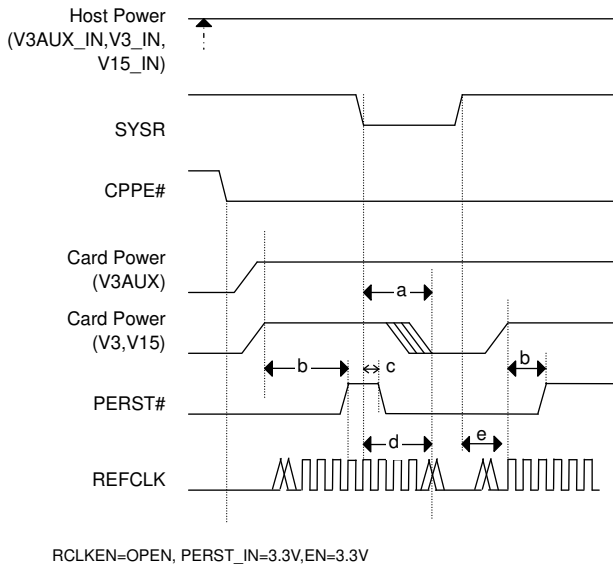 Host Power
(V3AUX_IN,V3_IN,
V15_IN)
SYSR
CPPE#
Card Power
(V3AUX)
a
Card Power
(V3,V15)
b
c
b
PERST#
d
e
REFCLK
RCLKEN=OPEN, PERST_IN=3.3V,EN=3.3V